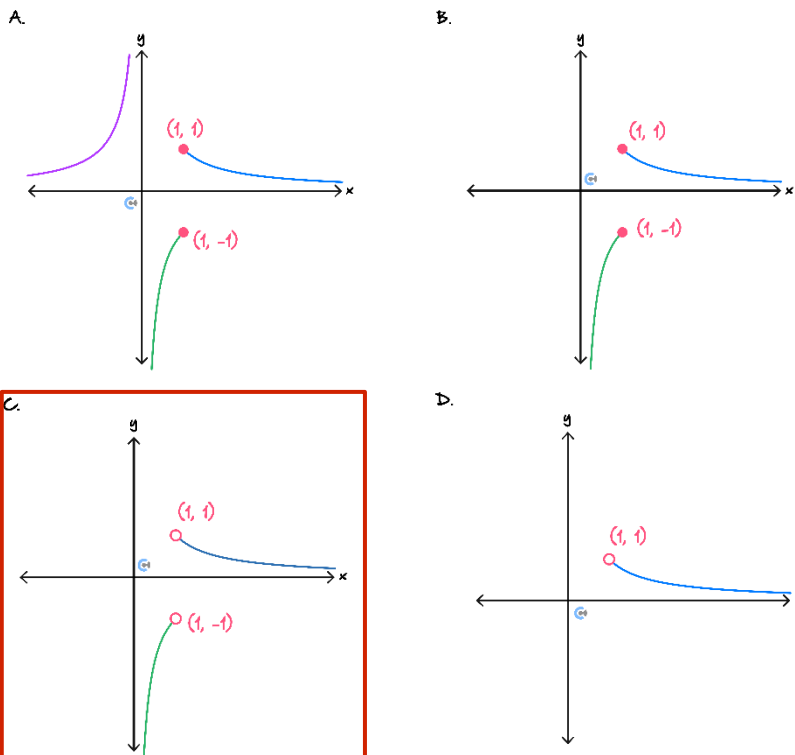 A.
y
(1, 1)
x
(1, -1)
B.
y
(1, 1)
x
(1, -1)
C.
y
(1, 1)
x
(1, -1)
D.
(1, 1)
y
x